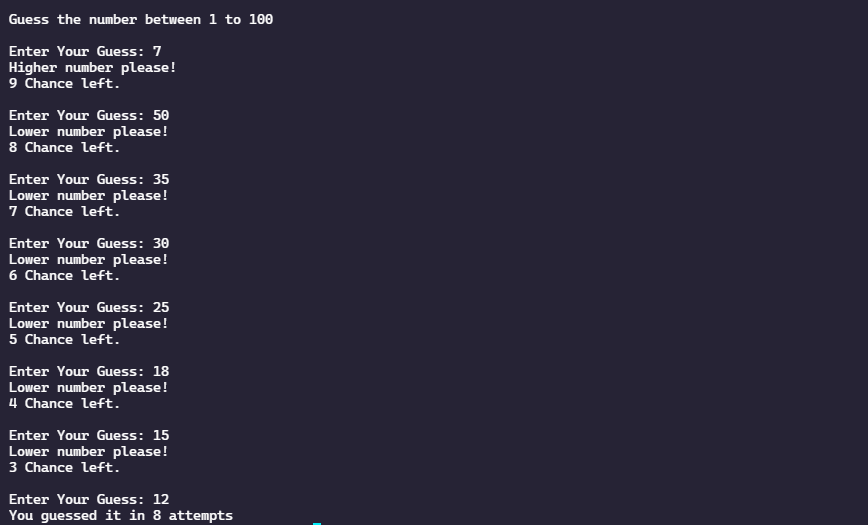 Guess the number between 1 to 100
Enter Your Guess: 7
Higher number please!
9 Chance left.
Enter Your Guess: 50
Lower number please!
8 Chance left.
Enter Your Guess: 35
Lower number please!
7 Chance left.
Enter Your Guess: 30
Lower number please!
6 Chance left.
Enter Your Guess: 25
Lower number please!
5 Chance left.
Enter Your Guess: 18
Lower number please!
4 Chance left.
Enter Your Guess: 15
Lower number please!
3 Chance left.
Enter Your Guess: 12
You guessed it in 8 attempts